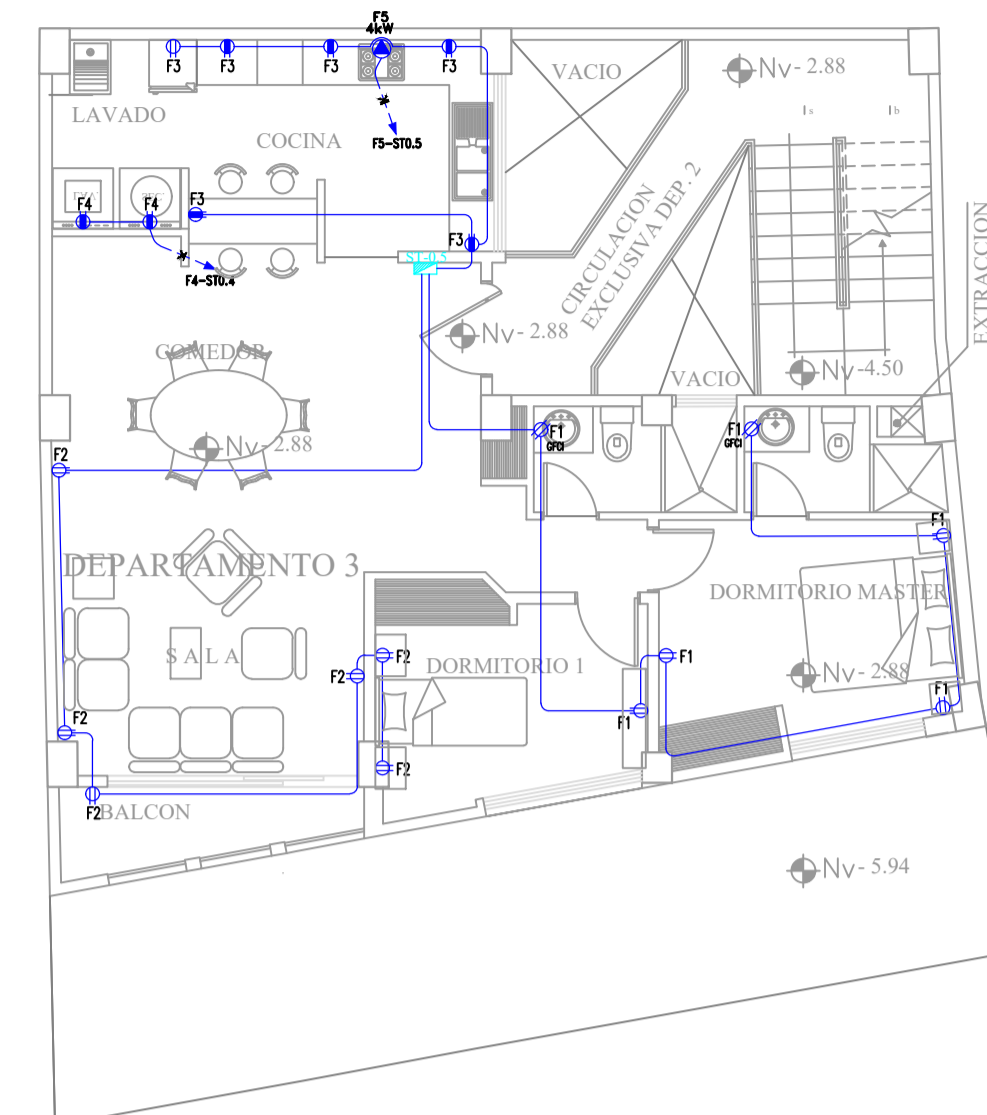 F5
4kW
F3
F3
F3
F3
VACIO
Nv-2.88
s
b
LAVADO
COCINA
F5-ST0.5
F4
F4
F3
F3
CIRCULACION
EXCLUSIVA DEP. 2
EXTRACCION
ST-0.5
F4-ST0.4
COMEDOR
Nv-2.88
VACIO
Nv-4.50
F1
GFCI
F1
GFCI
Nv-2.88
F2
F1
DEPARTAMENTO 3
DORMITORIO MASTER
SALA
F2
F2
DORMITORIO 1
F1
Nv-2.88
F1
F1
F2
F2
F2
BALCON
Nv-5.94